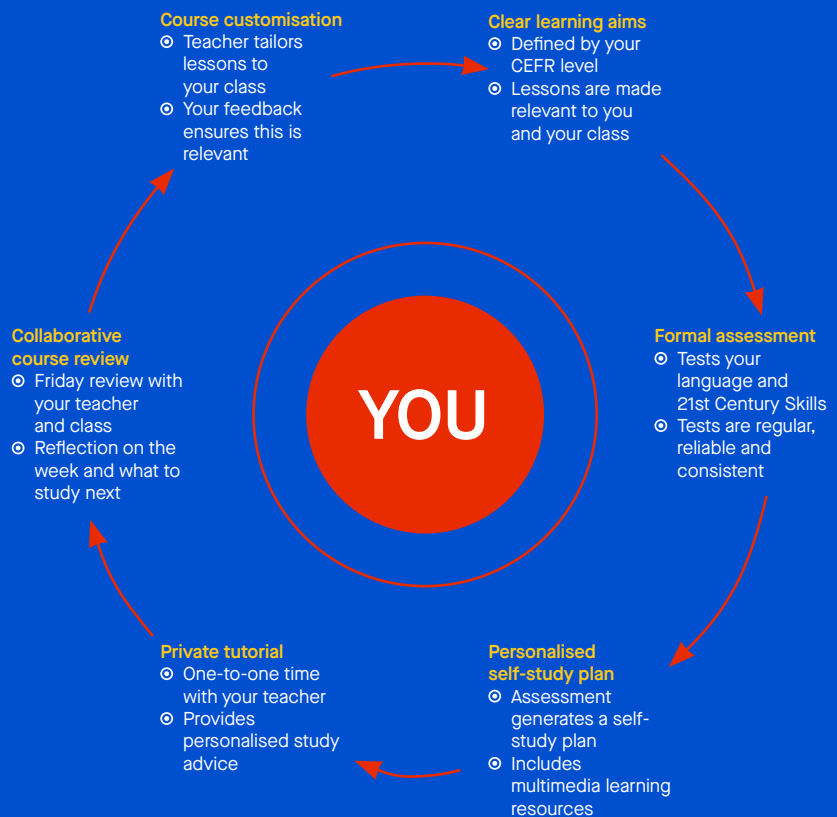 Course customisation
Teacher tailors
lessons to
your class
Your feedback
ensures this is
relevant
Clear learning aims
Defined by your
CEFR level
Lessons are made
relevant to you
and your class
Formal assessment
Tests your
language and
21st Century Skills
Tests are regular,
reliable and
consistent
Personalised
self-study plan
Assessment
generates a self-
study plan
Includes
multimedia learning
resources
Private tutorial
One-to-one time
with your teacher
Provides
personalised study
advice
Collaborative
course review
Friday review with
your teacher
and class
Reflection on the
week and what to
study next
YOU